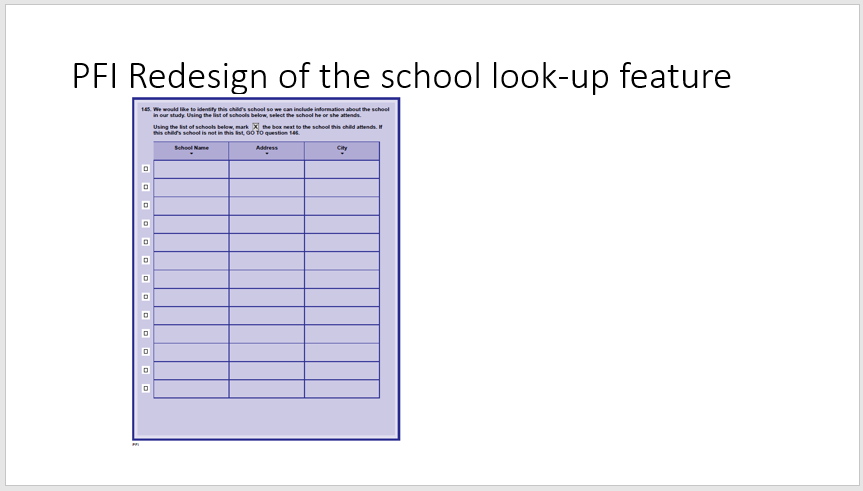 PFI Redesign of the school look-up feature
145. We would like to identify this child's school so we can include information about the school
in our study. Using the list of schools below, select the school he or she attends.
Using the list of schools below, mark X the box next to the school this child attends. If
this child's school is not in this list, GO TO question 146.
School Name Address City